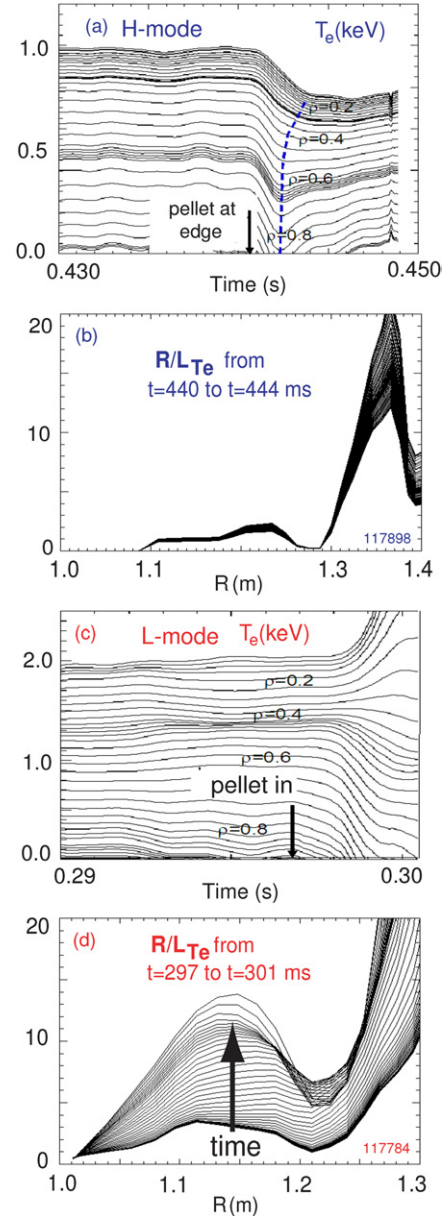 (a) H-mode T_e(keV)
1.0
ρ=0.2
ρ=0.4
0.5
ρ=0.6
pellet at
edge
ρ=0.8
0.0
0.430 0.450
Time (s)
20
(b)
R/L_Te from
t=440 to t=444 ms
10
117898
0
1.0 1.1 1.2 1.3 1.4
R(m)
(c) L-mode T_e(keV)
2.0
ρ=0.2
ρ=0.4
ρ=0.6
1.0
pellet in
ρ=0.8
0.0
0.29 0.30
Time (s)
20
(d) R/L_Te from
t=297 to t=301 ms
10
time
117784
0
1.0 1.1 1.2 1.3
R(m)